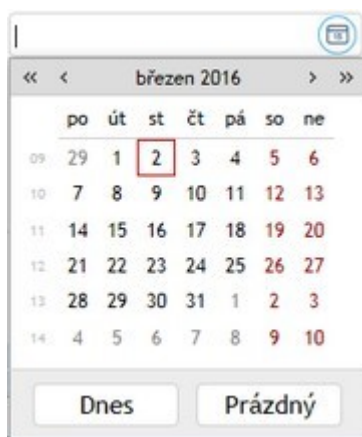 « ‹ březen 2016 › »
po út st čt pá so ne
09 29 1 2 3 4 5 6
10 7 8 9 10 11 12 13
11 14 15 16 17 18 19 20
12 21 22 23 24 25 26 27
13 28 29 30 31 1 2 3
14 4 5 6 7 8 9 10
Dnes Prázdný